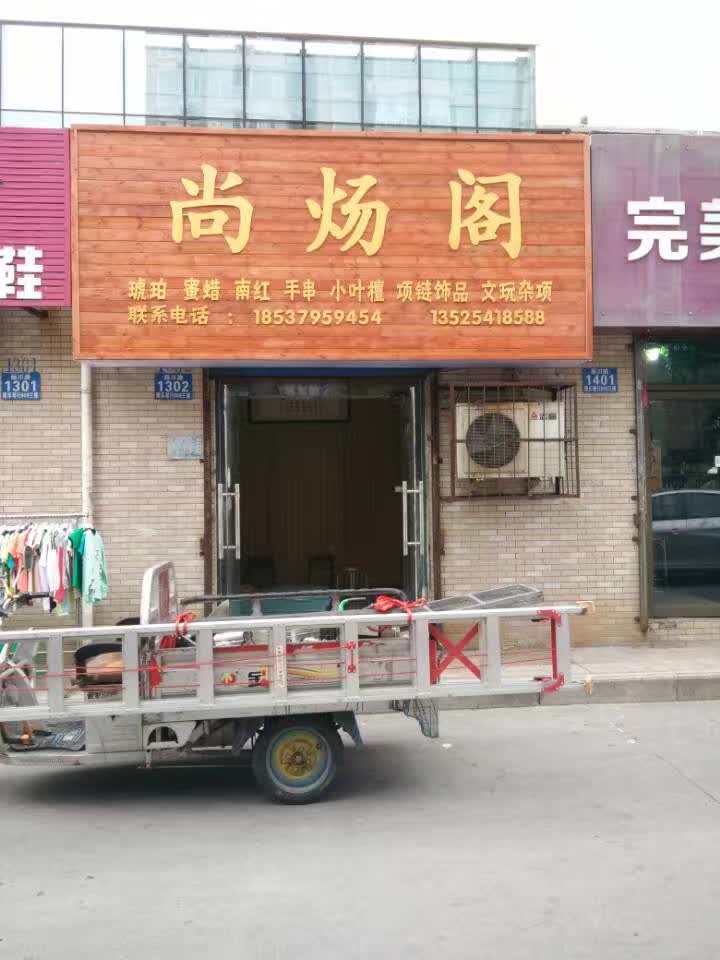 尚炀阁
琥珀 蜜蜡 南红 手串 小叶檀 项链饰品 文玩杂项
联系电话 : 18537959454 13525418588
鞋
完美
1301
1302
1401